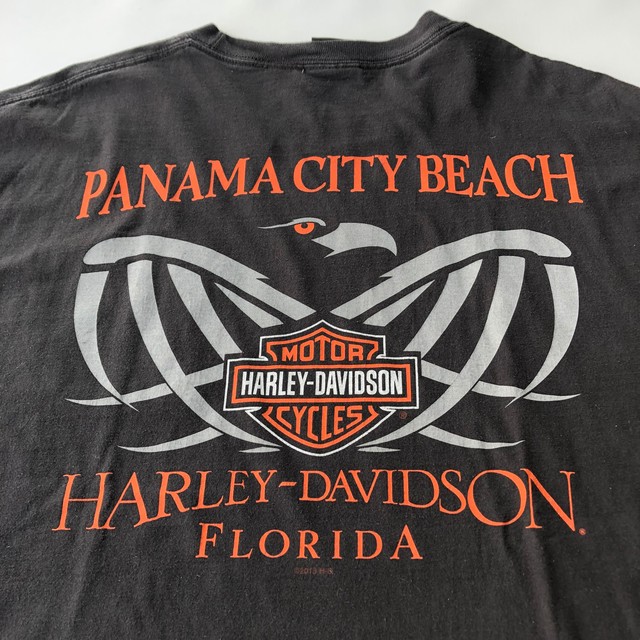 PANAMA CITY BEACH
MOTOR
HARLEY-DAVIDSON
CYCLES
®
HARLEY-DAVIDSON®
FLORIDA